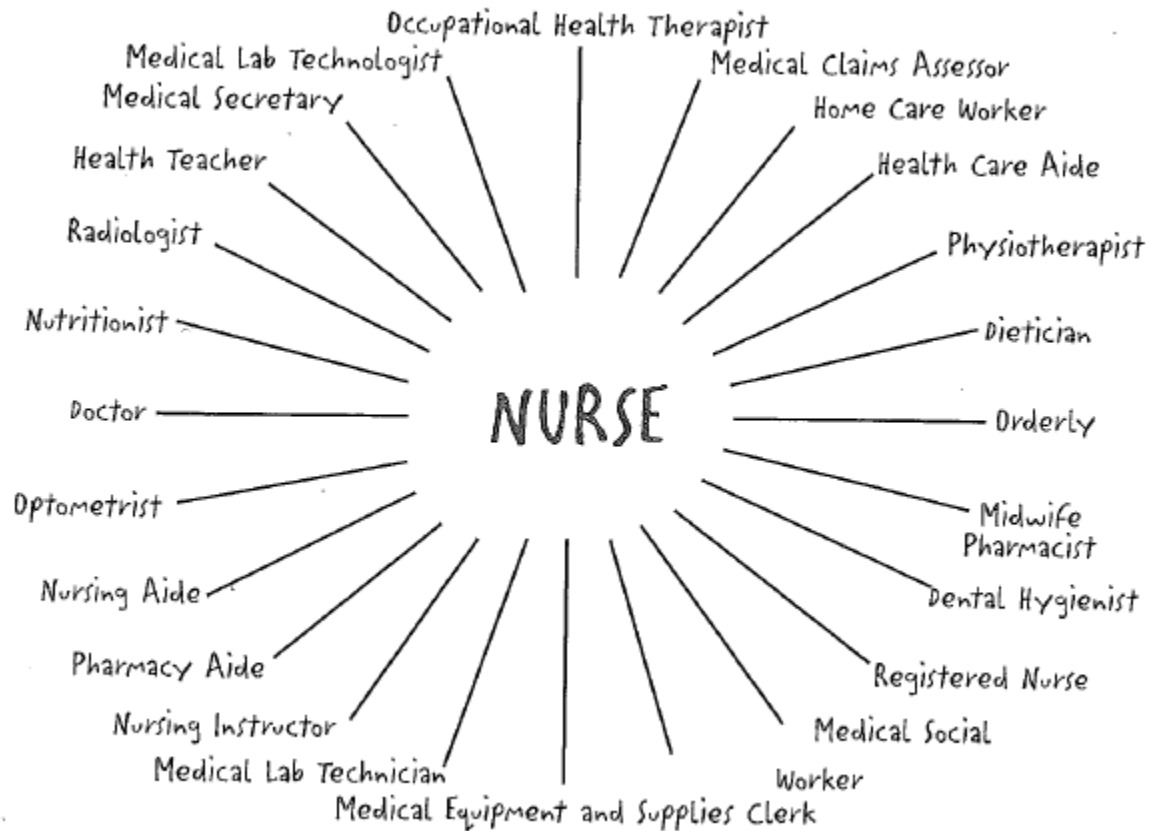 Occupational Health Therapist
Medical Lab Technologist
Medical Claims Assessor
Medical Secretary
Home Care Worker
Health Teacher
Health Care Aide
Radiologist
Physiotherapist
Nutritionist
Dietician
Doctor
NURSE
Orderly
Optometrist
Midwife
Pharmacist
Nursing Aide
Dental Hygienist
Pharmacy Aide
Registered Nurse
Nursing Instructor
Medical Social
Medical Lab Technician
Worker
Medical Equipment and Supplies Clerk